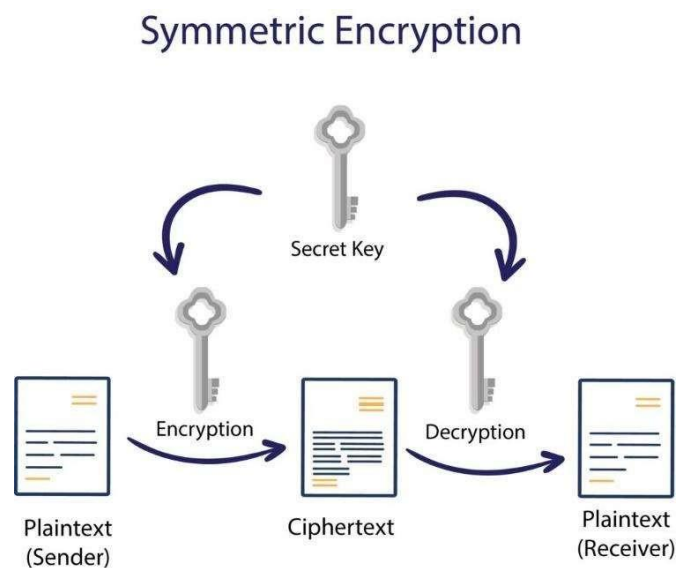 Symmetric Encryption
Secret Key
Encryption
Decryption
Plaintext
(Sender)
Ciphertext
Plaintext
(Receiver)